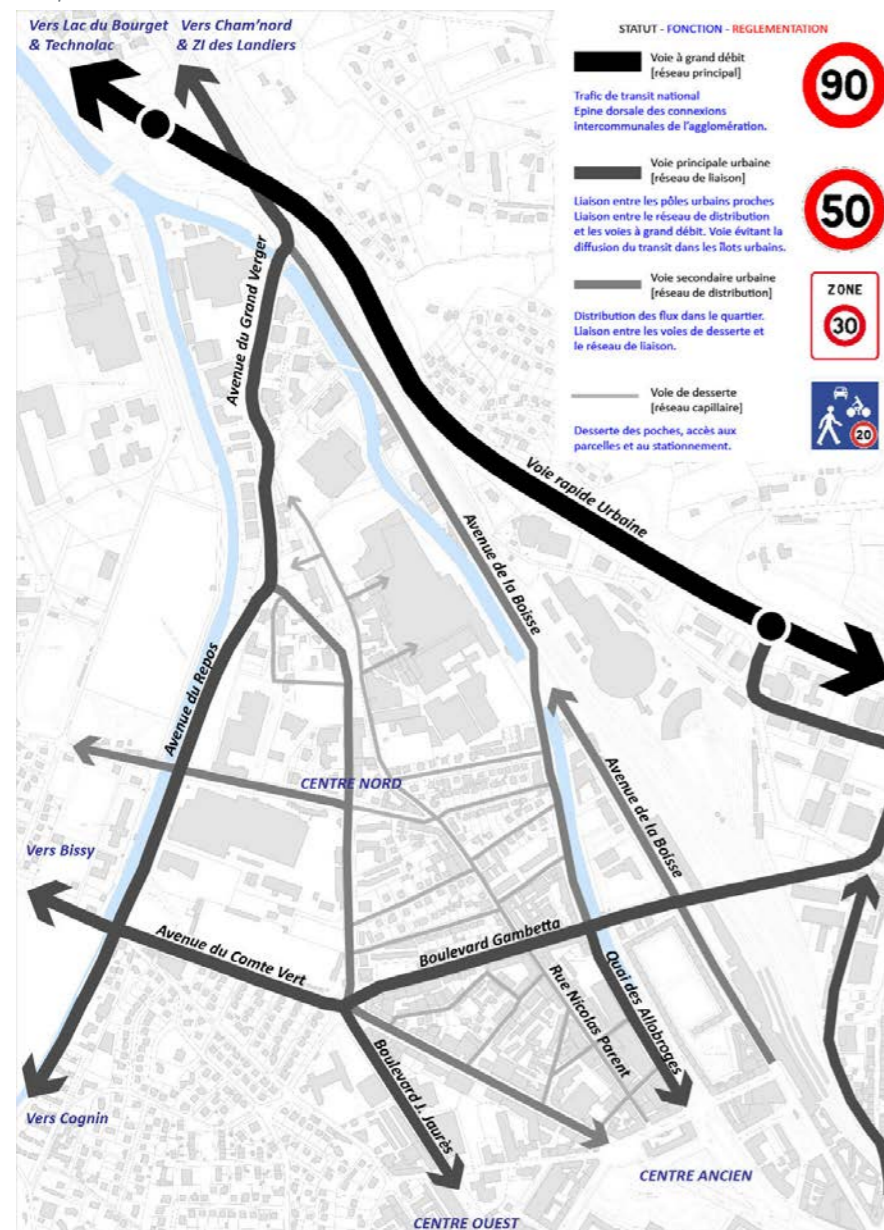 Vers Lac du Bourget
& Technolac
Vers Cham'nord
& ZI des Landiers
STATUT - FONCTION - REGLEMENTATION
Voie à grand débit
[réseau principal]
Trafic de transit national
Epine dorsale des connexions
intercommunales de l'agglomération.
90
Voie principale urbaine
[réseau de liaison]
Liaison entre les pôles urbains proches
Liaison entre le réseau de distribution
et les voies à grand débit. Voie évitant la
diffusion du transit dans les îlots urbains.
50
Voie secondaire urbaine
[réseau de distribution]
Distribution des flux dans le quartier.
Liaison entre les voies de desserte et
le réseau de liaison.
ZONE
30
Voie de desserte
[réseau capillaire]
Desserte des poches, accès aux
parcelles et au stationnement.
20
Avenue du Grand Verger
Voie rapide Urbaine
Avenue de la Boisse
Avenue du Repos
CENTRE NORD
Avenue de la Boisse
Vers Bissy
Avenue du Comte Vert
Boulevard Gambetta
Quai des Allobroges
Rue Nicolas Parent
Boulevard J. Jaurès
Vers Cognin
CENTRE ANCIEN
CENTRE OUEST